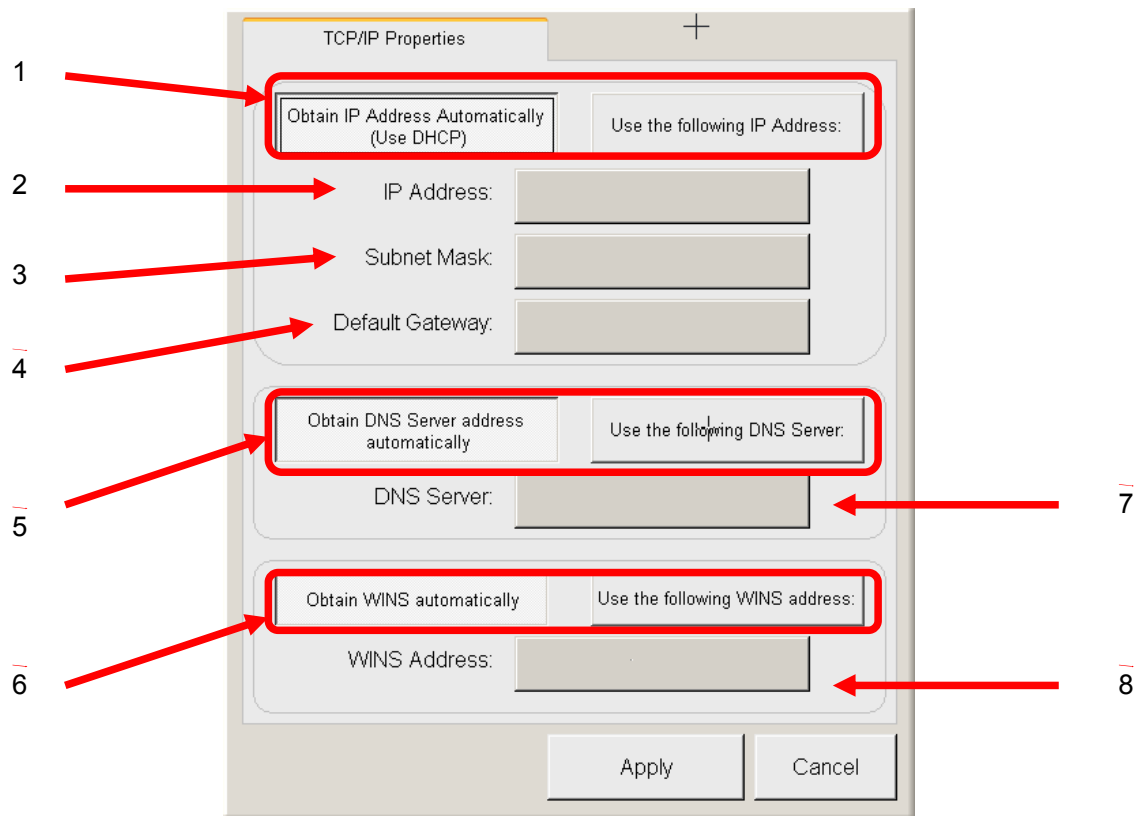 TCP/IP Properties
1
Obtain IP Address Automatically
(Use DHCP)
Use the following IP Address:
2
IP Address:
3
Subnet Mask:
4
Default Gateway:
5
Obtain DNS Server address
automatically
Use the following DNS Server:
DNS Server:
7
6
Obtain WINS automatically
Use the following WINS address:
WINS Address:
8
Apply
Cancel